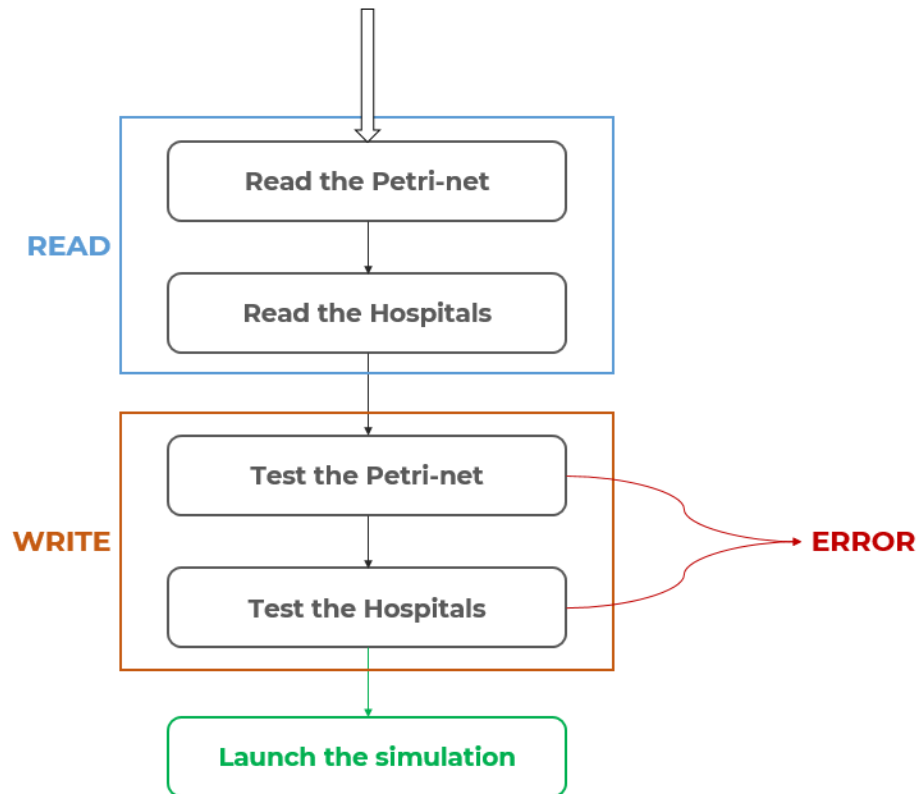 Read the Petri-net
READ
Read the Hospitals
Test the Petri-net
WRITE
ERROR
Test the Hospitals
Launch the simulation